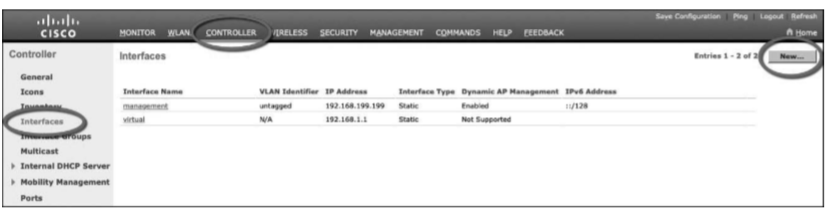 Save Configuration | Ping | Logout | Refresh
CISCO MONITOR WLAN CONTROLLER WIRELESS SECURITY MANAGEMENT COMMANDS HELP FEEDBACK Home
Controller Interfaces Entries 1 - 2 of 2 New...
General
Icons
Interface Name VLAN Identifier IP Address Interface Type Dynamic AP Management IPv6 Address
Inventory management untagged 192.168.199.199 Static Enabled ::/128
Interfaces virtual N/A 192.168.1.1 Static Not Supported
Interface Groups
Multicast
Internal DHCP Server
Mobility Management
Ports